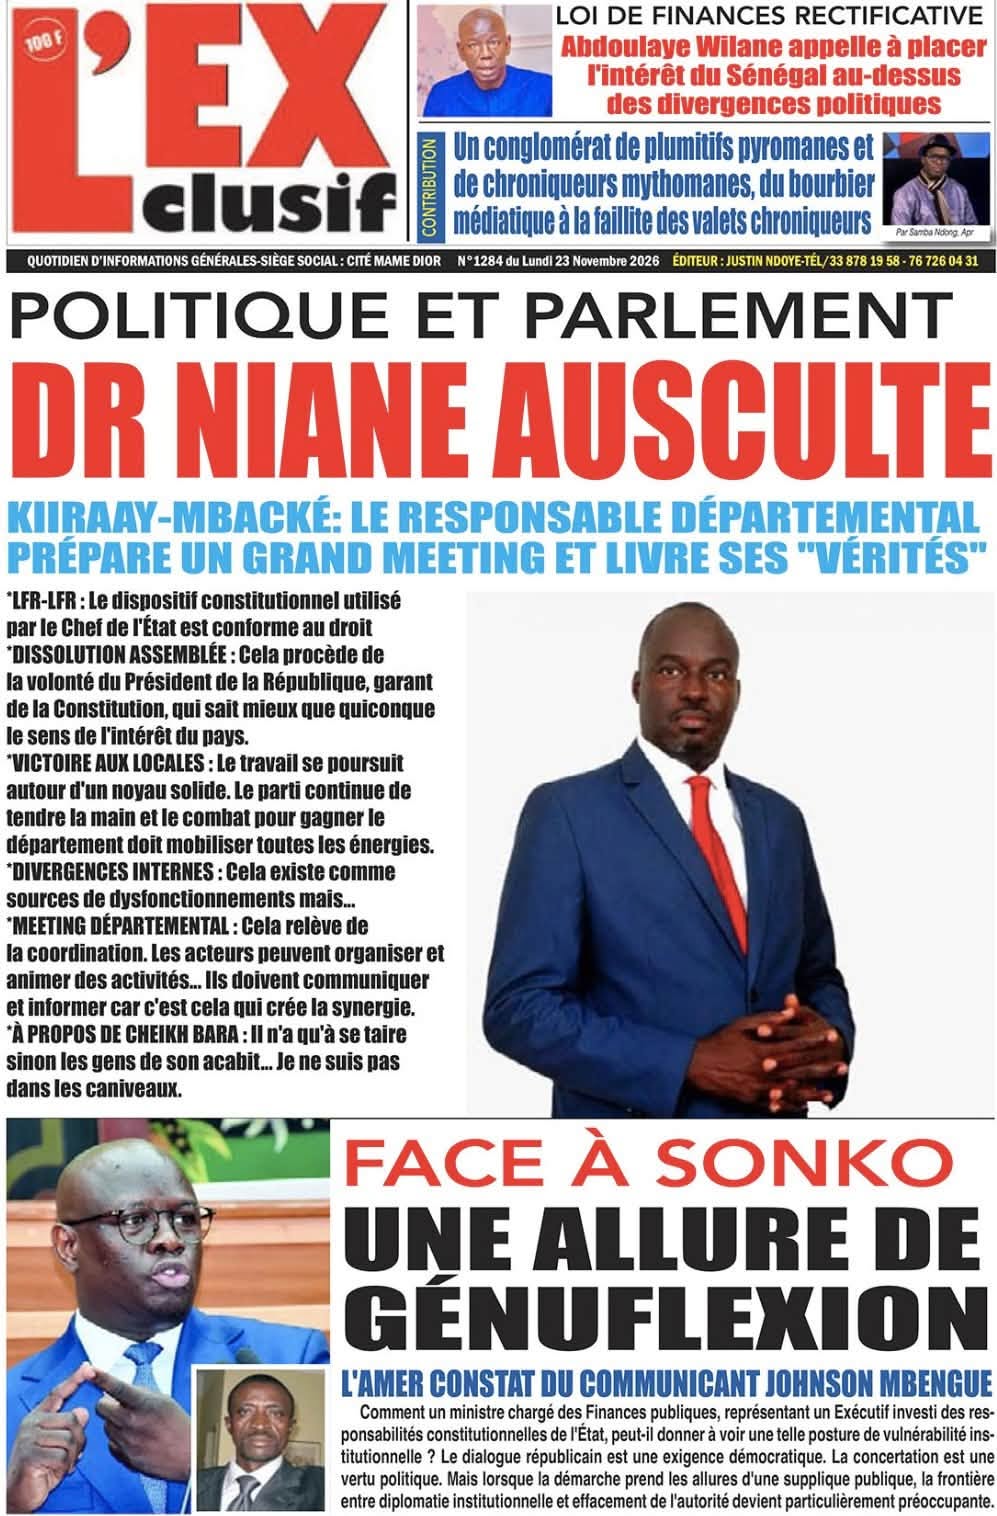 100 F
L'EX
clusif
LOI DE FINANCES RECTIFICATIVE
Abdoulaye Wilane appelle à placer
l'intérêt du Sénégal au-dessus
des divergences politiques
CONTRIBUTION
Un conglomérat de plumitifs pyromanes et
de chroniqueurs mythomanes, du bourbier
médiatique à la faillite des valets chroniqueurs
Par Samba Ndong, Apr
QUOTIDIEN D'INFORMATIONS GÉNÉRALES-SIÈGE SOCIAL : CITÉ MAME DIOR N°1284 du Lundi 23 Novembre 2026 ÉDITEUR : JUSTIN NDOYE-TÉL/33 878 19 58 - 76 726 04 31
POLITIQUE ET PARLEMENT
DR NIANE AUSCULTE
KIIRAAY-MBACKÉ: LE RESPONSABLE DÉPARTEMENTAL
PRÉPARE UN GRAND MEETING ET LIVRE SES "VÉRITÉS"
*LFR-LFR : Le dispositif constitutionnel utilisé
par le Chef de l'État est conforme au droit
*DISSOLUTION ASSEMBLÉE : Cela procède de
la volonté du Président de la République, garant
de la Constitution, qui sait mieux que quiconque
le sens de l'intérêt du pays.
*VICTOIRE AUX LOCALES : Le travail se poursuit
autour d'un noyau solide. Le parti continue de
tendre la main et le combat pour gagner le
département doit mobiliser toutes les énergies.
*DIVERGENCES INTERNES : Cela existe comme
sources de dysfonctionnements mais...
*MEETING DÉPARTEMENTAL : Cela relève de
la coordination. Les acteurs peuvent organiser et
animer des activités... Ils doivent communiquer
et informer car c'est cela qui crée la synergie.
*À PROPOS DE CHEIKH BARA : Il n'a qu'à se taire
sinon les gens de son acabit... Je ne suis pas
dans les caniveaux.
FACE À SONKO
UNE ALLURE DE
GÉNUFLEXION
L'AMER CONSTAT DU COMMUNICANT JOHNSON MBENGUE
Comment un ministre chargé des Finances publiques, représentant un Exécutif investi des res-
ponsabilités constitutionnelles de l'État, peut-il donner à voir une telle posture de vulnérabilité ins-
titutionnelle ? Le dialogue républicain est une exigence démocratique. La concertation est une
vertu politique. Mais lorsque la démarche prend les allures d'une supplique publique, la frontière
entre diplomatie institutionnelle et effacement de l'autorité devient particulièrement préoccupante.